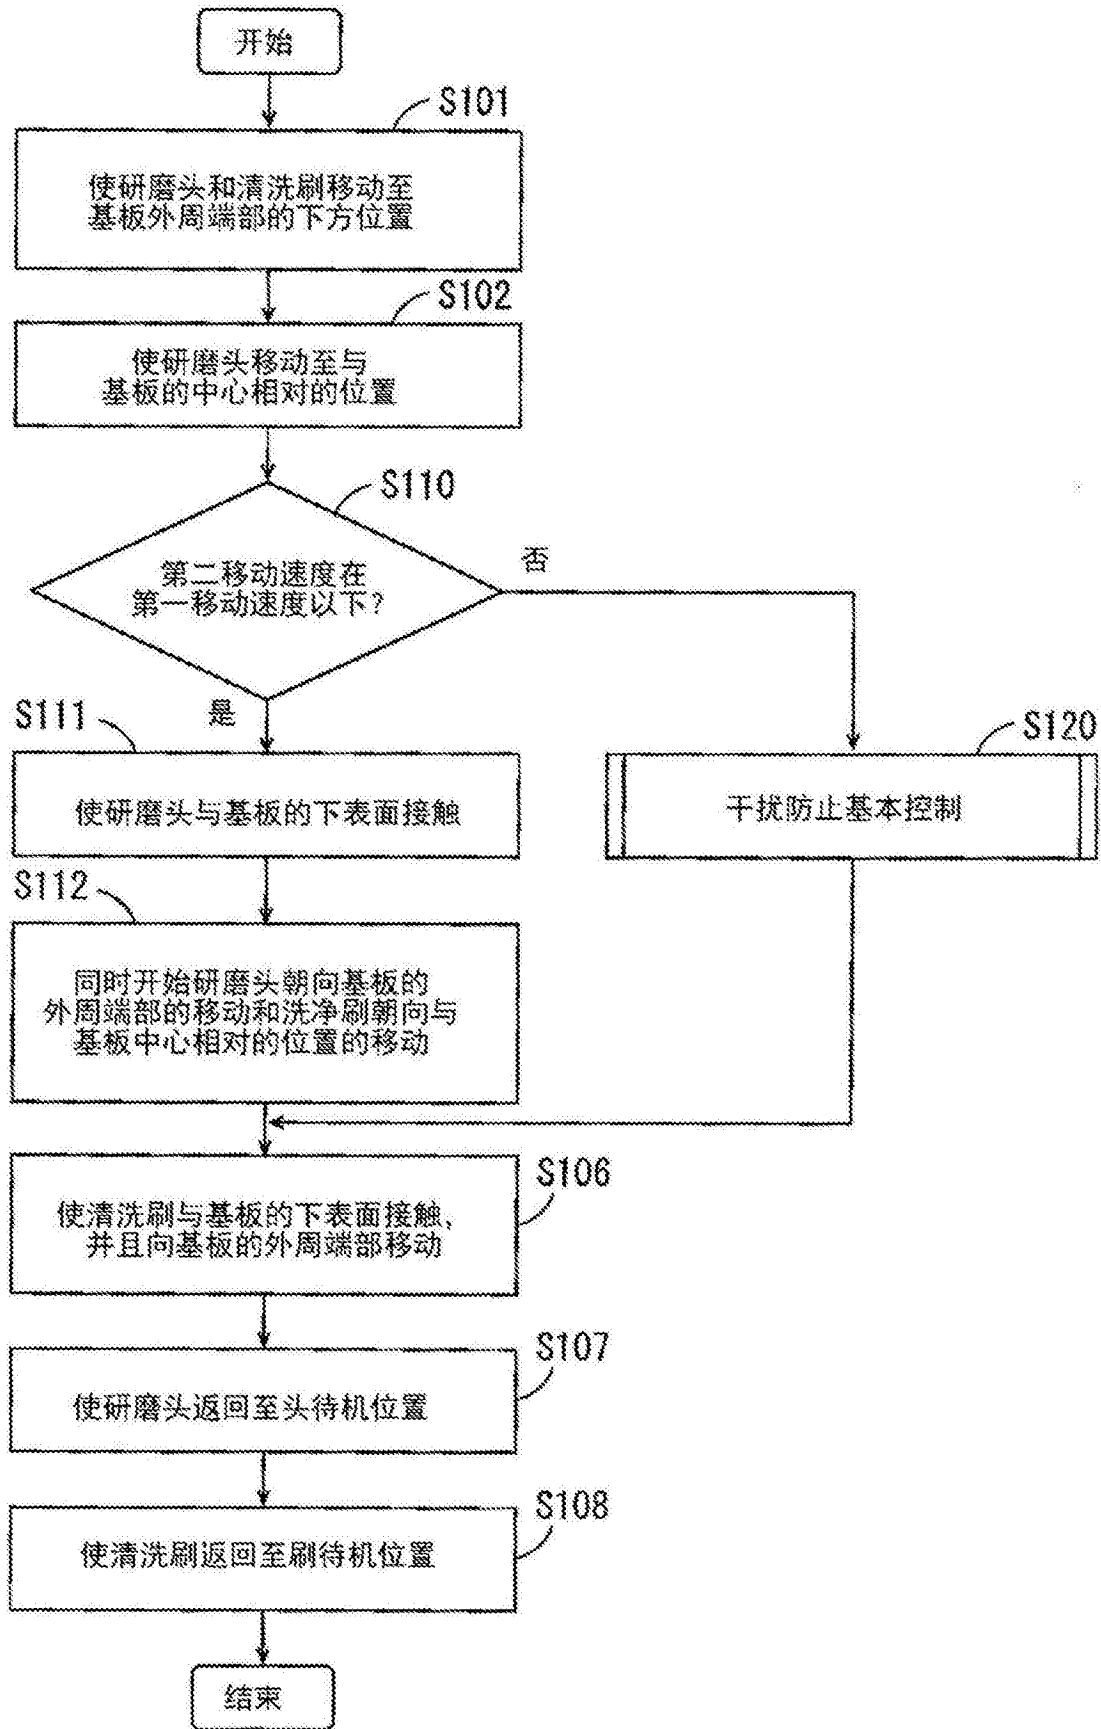 开始
S101
使研磨头和清洗刷移动至
基板外周端部的下方位置
S102
使研磨头移动至与
基板的中心相对的位置
S110
第二移动速度在
第一移动速度以下?
否
是
S111
使研磨头与基板的下表面接触
S120
干扰防止基本控制
S112
同时开始研磨头朝向基板的
外周端部的移动和洗净刷朝向与
基板中心相对的位置的移动
S106
使清洗刷与基板的下表面接触,
并且向基板的外周端部移动
S107
使研磨头返回至头待机位置
S108
使清洗刷返回至刷待机位置
结束